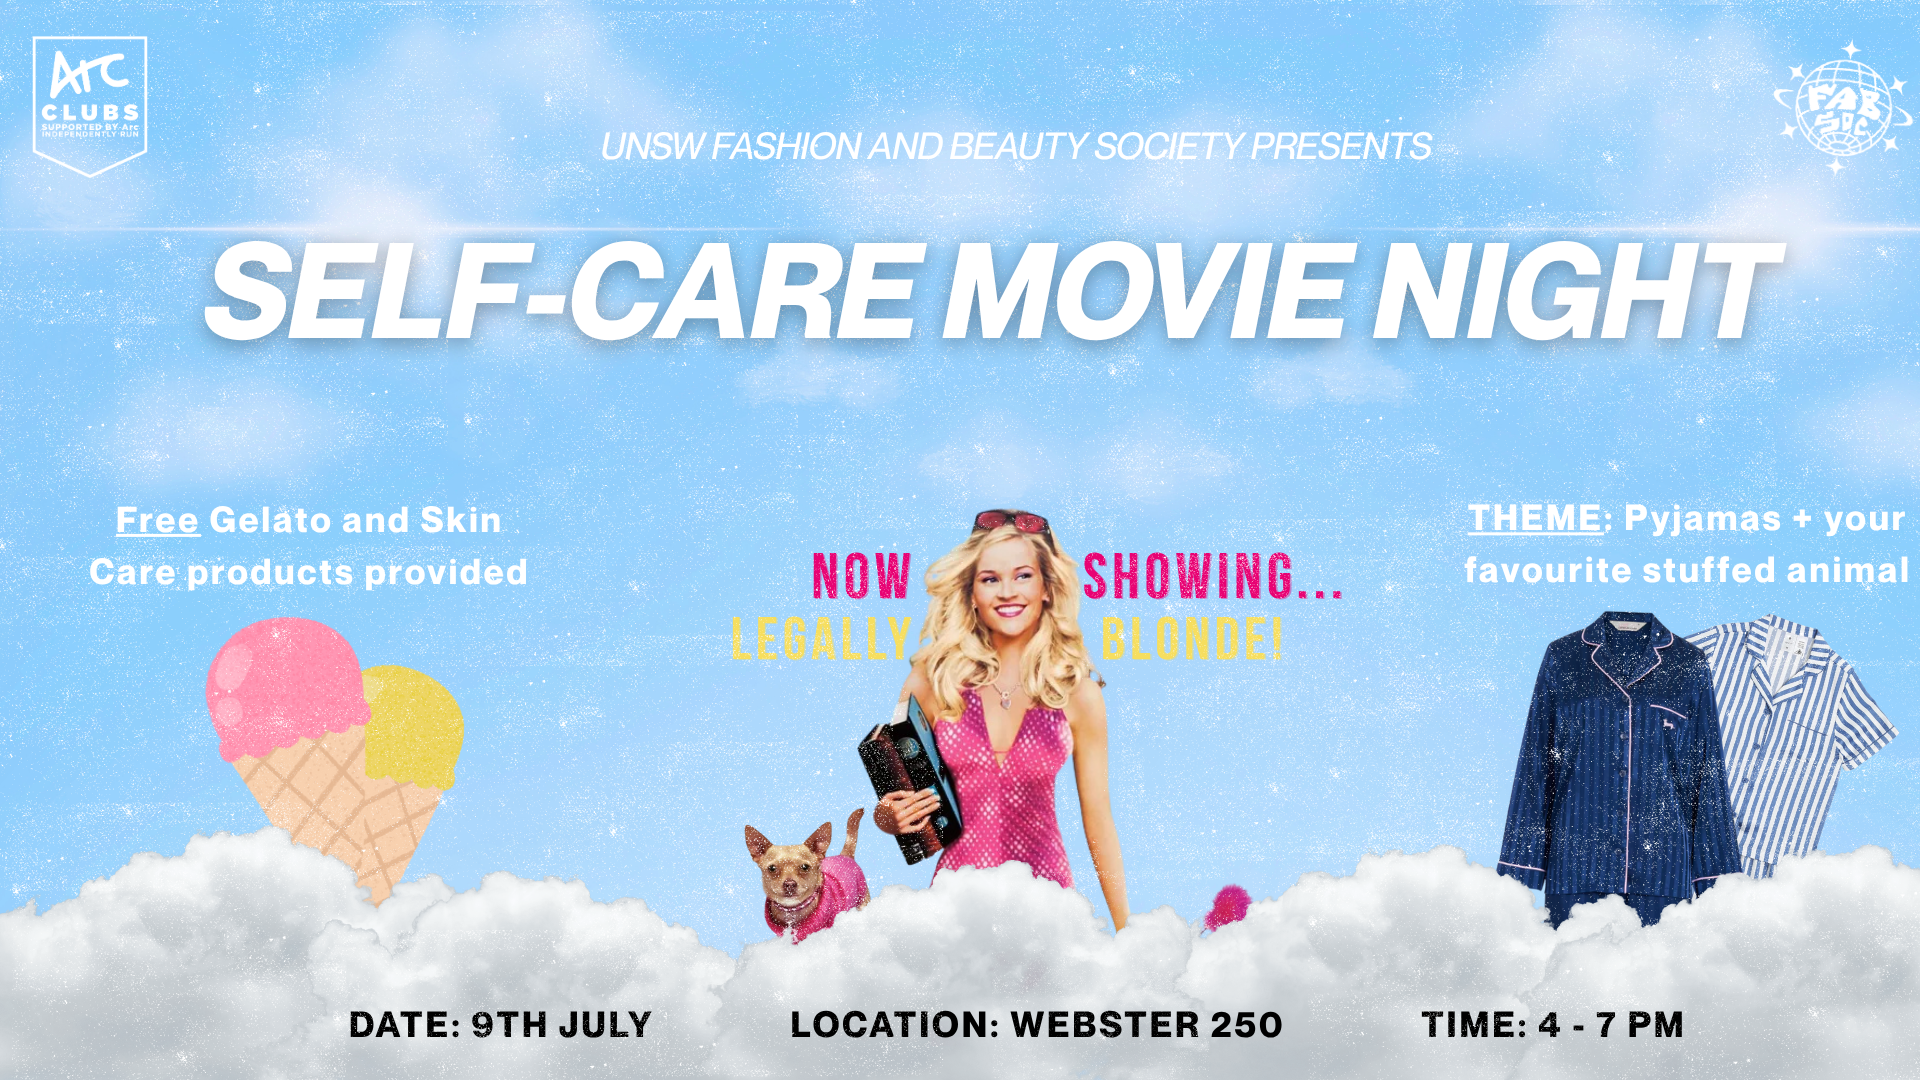 Arc
CLUBS
SUPPORTED BY Arc
INDEPENDENTLY RUN
FAB
SOC
UNSW FASHION AND BEAUTY SOCIETY PRESENTS
SELF-CARE MOVIE NIGHT
Free Gelato and Skin
Care products provided
NOW SHOWING...
LEGALLY BLONDE!
THEME: Pyjamas + your
favourite stuffed animal
DATE: 9TH JULY
LOCATION: WEBSTER 250
TIME: 4 - 7 PM